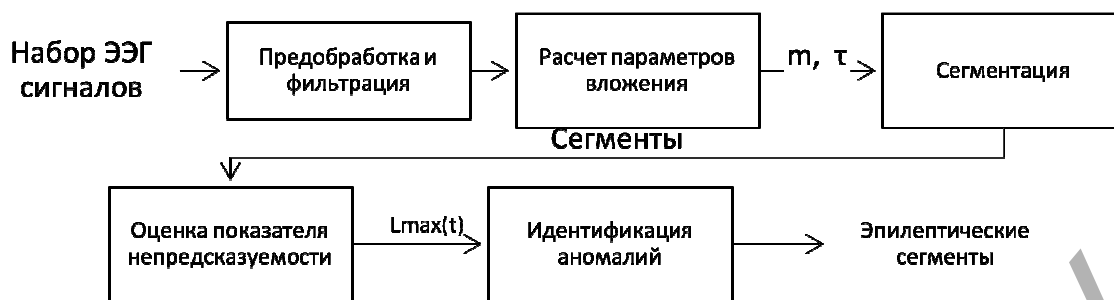 Набор ЭЭГ
сигналов
Предобработка и
фильтрация
Расчет параметров
вложения
m, τ
Сегментация
Сегменты
Оценка показателя
непредсказуемости
Lmax(t)
Идентификация
аномалий
Эпилептические
сегменты